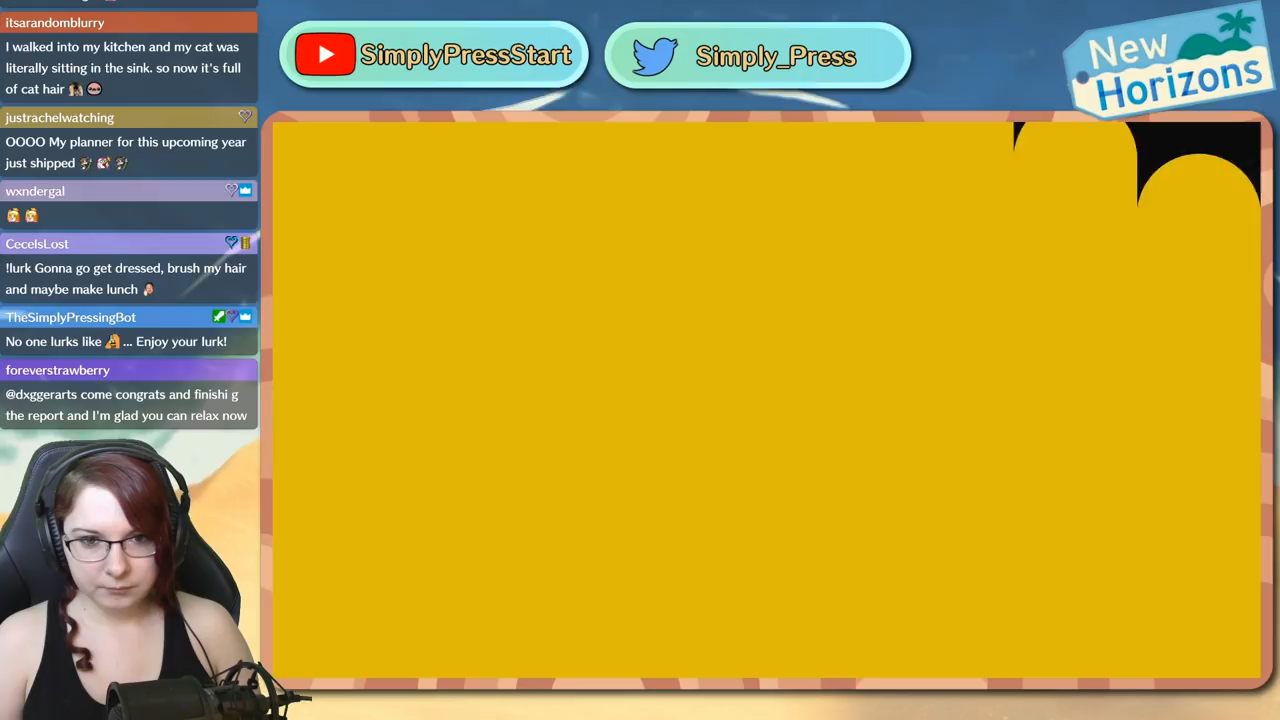 itsarandomblurry
I walked into my kitchen and my cat was
literally sitting in the sink. so now it's full
of cat hair
justrachelwatching
OOOO My planner for this upcoming year
just shipped
wxndergal
CeceIsLost
!lurk Gonna go get dressed, brush my hair
and maybe make lunch
TheSimplyPressingBot
No one lurks like ... Enjoy your lurk!
foreverstrawberry
@dxggerarts come congrats and finishi g
the report and I'm glad you can relax now
SimplyPressStart
Simply_Press
New
Horizons